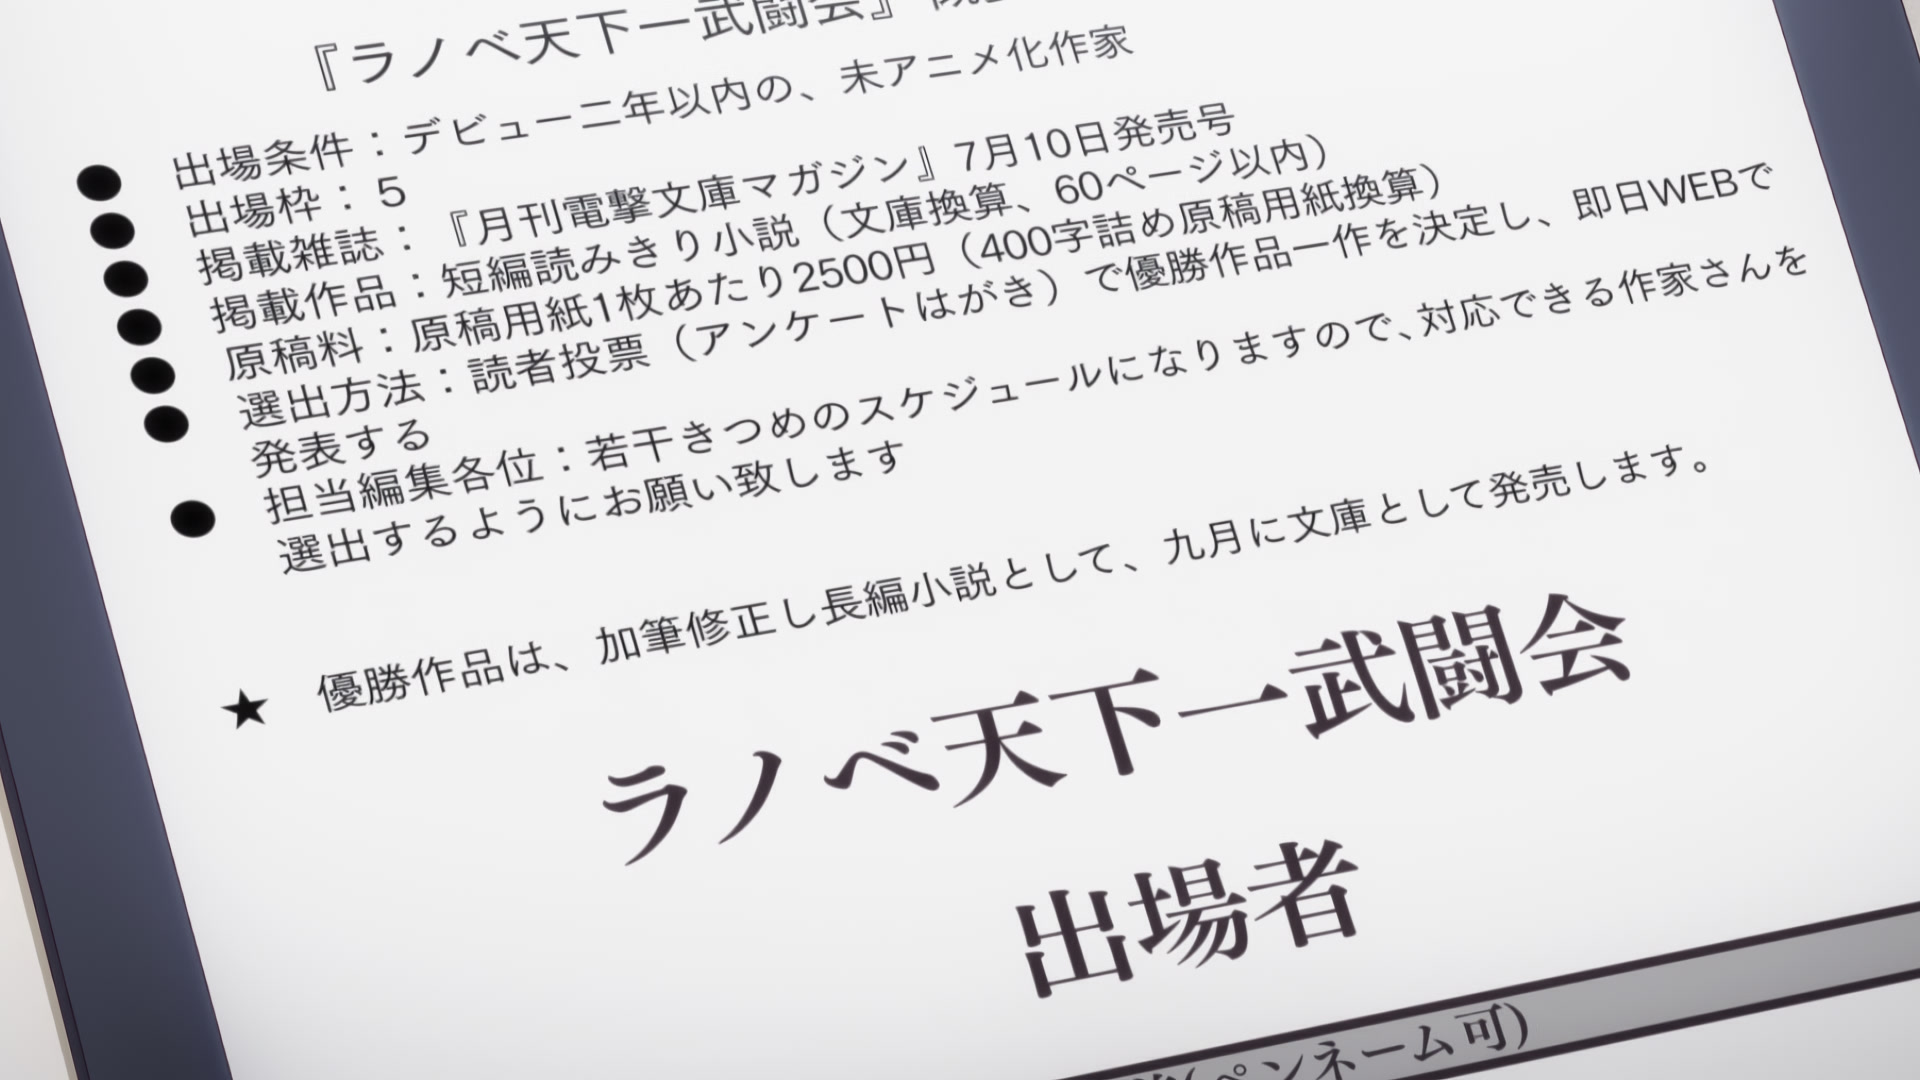 『ラノベ天下一武闘会』
出場条件：デビュー二年以内の、未アニメ化作家
出場枠：５
掲載雑誌：『月刊電撃文庫マガジン』7月10日発売号
掲載作品：短編読みきり小説（文庫換算、60ページ以内）
原稿料：原稿用紙1枚あたり2500円（400字詰め原稿用紙換算）
選出方法：読者投票（アンケートはがき）で優勝作品一作を決定し、即日WEBで
発表する
担当編集各位：若干きつめのスケジュールになりますので、対応できる作家さんを
選出するようにお願い致します
★ 優勝作品は、加筆修正し長編小説として、九月に文庫として発売します。
ラノベ天下一武闘会
出場者
(ペンネーム可)